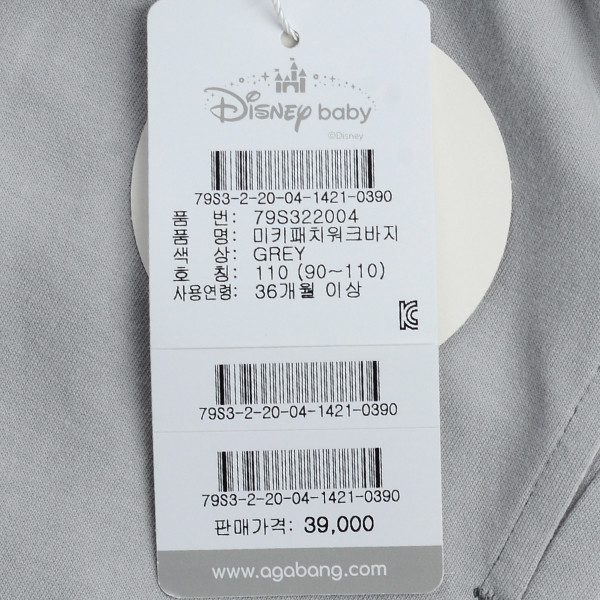 Disney baby
©Disney
79S3-2-20-04-1421-0390
품 번: 79S322004
품 명: 미키패치워크바지
색 상: GREY
호 칭: 110 (90~110)
사용연령: 36개월 이상
79S3-2-20-04-1421-0390
79S3-2-20-04-1421-0390
판매가격: 39,000
www.agabang.com